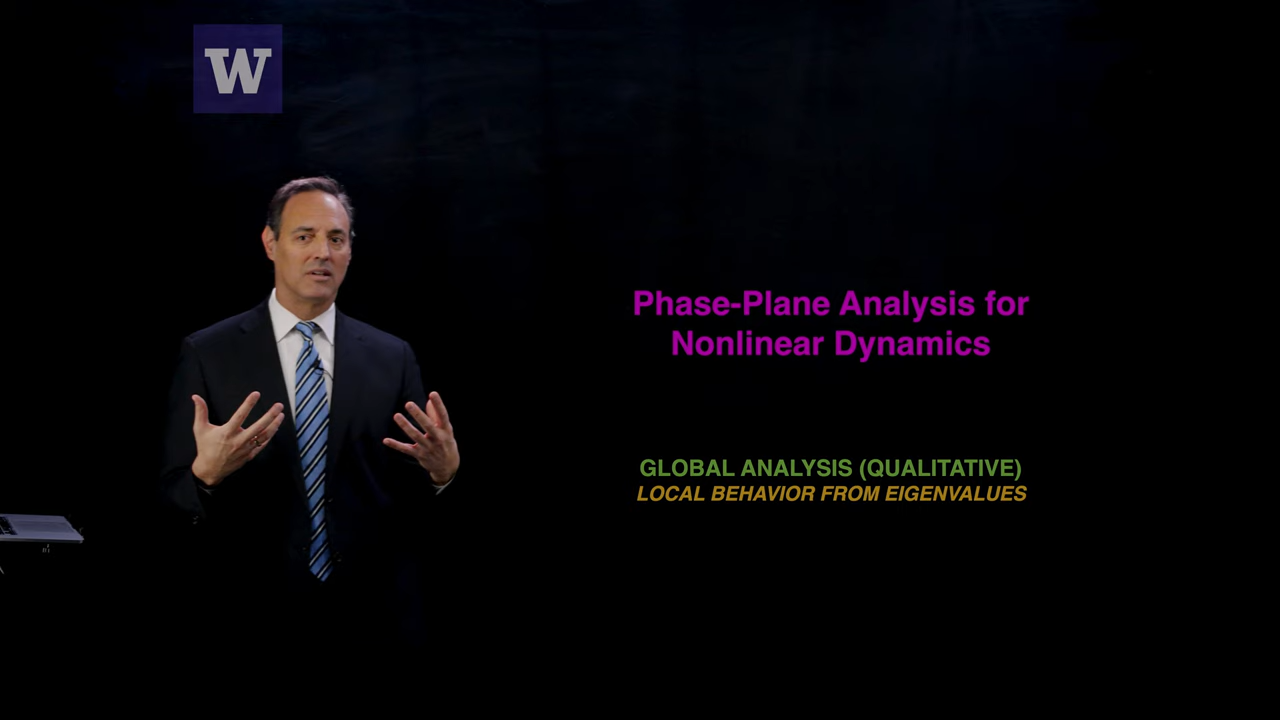 W
Phase-Plane Analysis for
Nonlinear Dynamics
GLOBAL ANALYSIS (QUALITATIVE)
LOCAL BEHAVIOR FROM EIGENVALUES